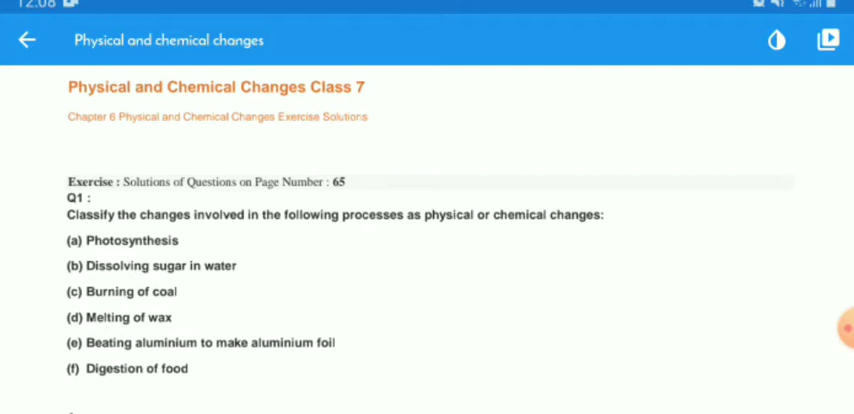 12:08
Physical and chemical changes
Physical and Chemical Changes Class 7
Chapter 6 Physical and Chemical Changes Exercise Solutions
Exercise : Solutions of Questions on Page Number : 65
Q1 :
Classify the changes involved in the following processes as physical or chemical changes:
(a) Photosynthesis
(b) Dissolving sugar in water
(c) Burning of coal
(d) Melting of wax
(e) Beating aluminium to make aluminium foil
(f) Digestion of food